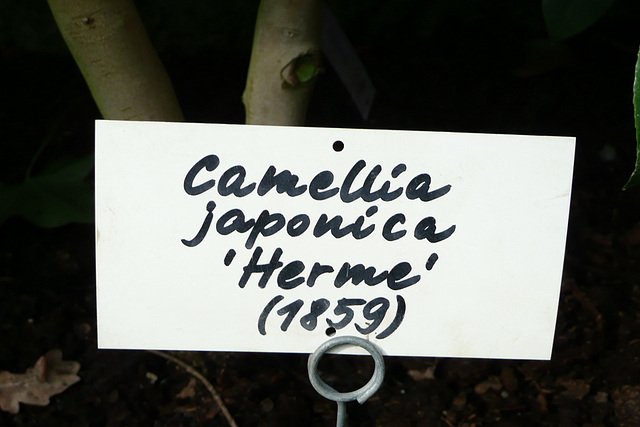 Camellia
japonica
'Herme'
(1859)